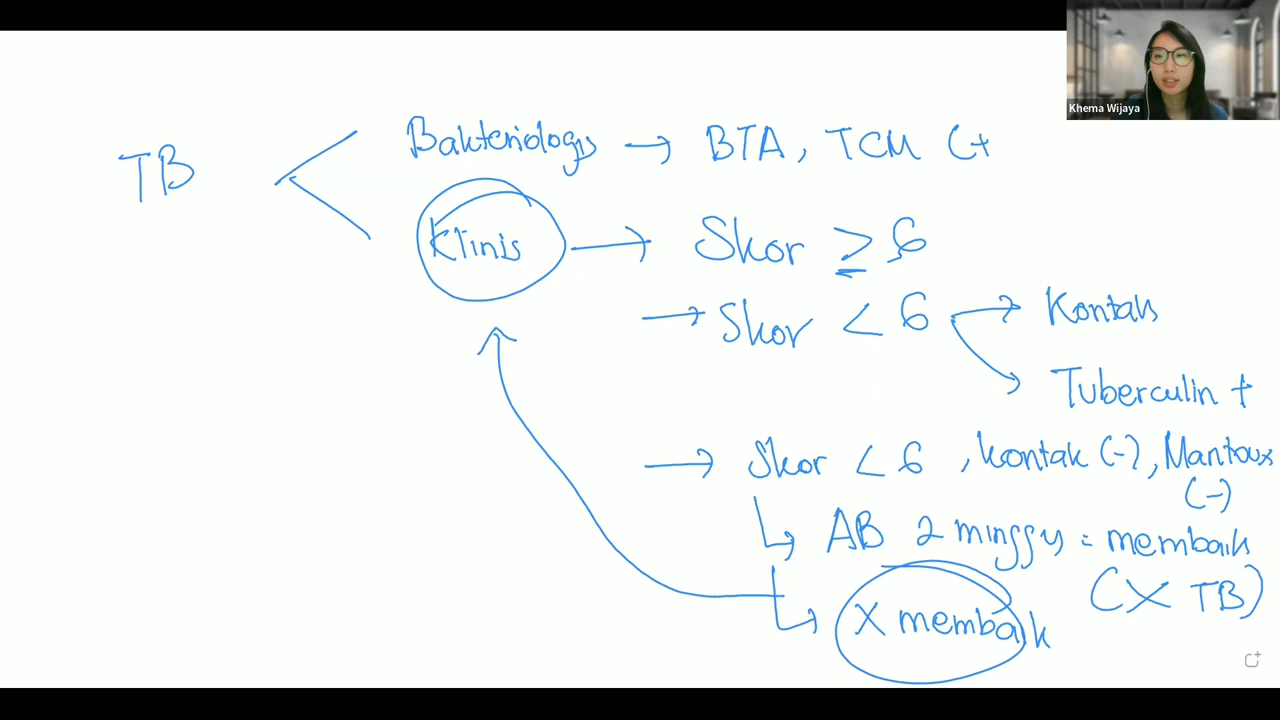 Khema Wijaya
TB
Bakteriologis → BTA, TCM (+
Klinis → Skor ≥ 6
→ Skor < 6 → Kontak
→ Tuberculin +
→ Skor < 6 , Kontak (-), Mantoux
(-)
↳ AB 2 minggu = membaik
(X TB)
↳ X membaik